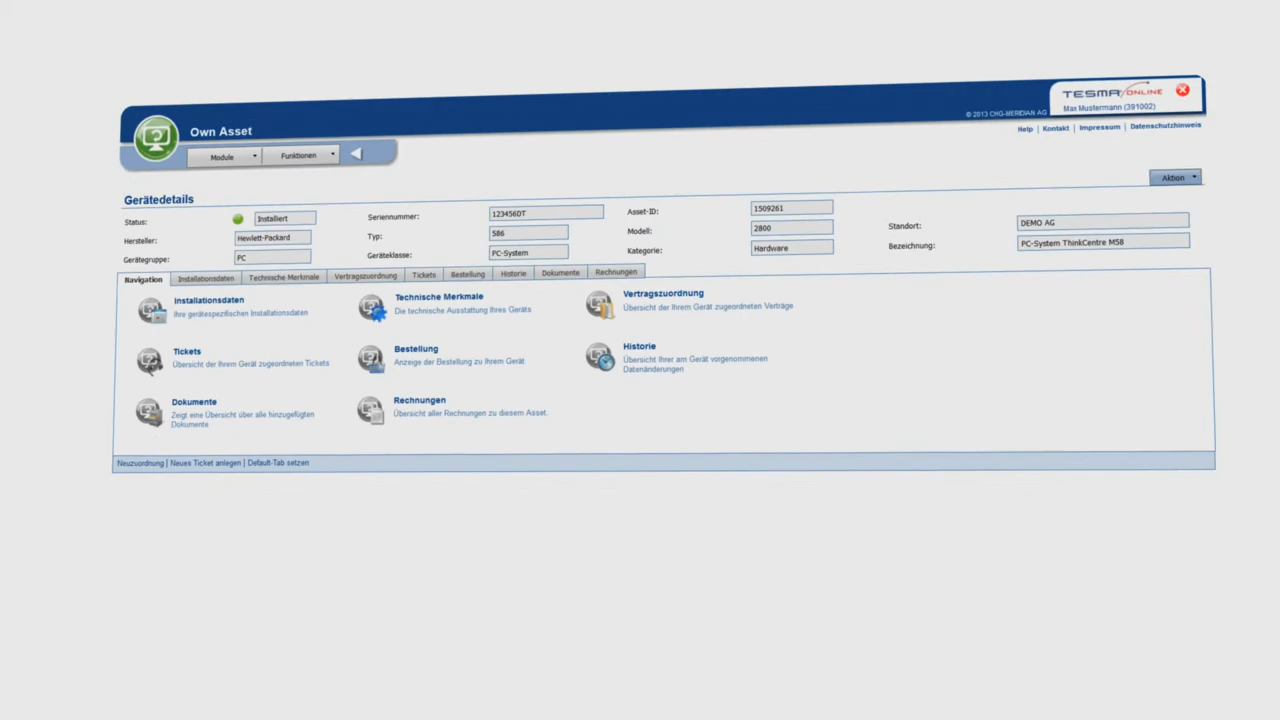 TESMA ONLINE
Max Mustermann (391002)
© 2013 CHG-MERIDIAN AG
Own Asset
Help | Kontakt | Impressum | Datenschutzhinweis
Module
Funktionen
Aktion
Gerätedetails
Status: Installiert
Seriennummer: 123456DT
Asset-ID: 1509261
Standort: DEMO AG
Hersteller: Hewlett-Packard
Typ: 586
Modell: 2800
Bezeichnung: PC-System ThinkCentre M58
Gerätegruppe: PC
Geräteklasse: PC-System
Kategorie: Hardware
Navigation Installationsdaten Technische Merkmale Vertragszuordnung Tickets Bestellung Historie Dokumente Rechnungen
Installationsdaten
Ihre gerätespezifischen Installationsdaten
Technische Merkmale
Die technische Ausstattung Ihres Geräts
Vertragszuordnung
Übersicht der Ihrem Gerät zugeordneten Verträge
Tickets
Übersicht der Ihrem Gerät zugeordneten Tickets
Bestellung
Anzeige der Bestellung zu Ihrem Gerät
Historie
Übersicht Ihrer am Gerät vorgenommenen
Datenänderungen
Dokumente
Zeigt eine Übersicht über alle hinzugefügten
Dokumente
Rechnungen
Übersicht aller Rechnungen zu diesem Asset.
Neuzuordnung | Neues Ticket anlegen | Default-Tab setzen